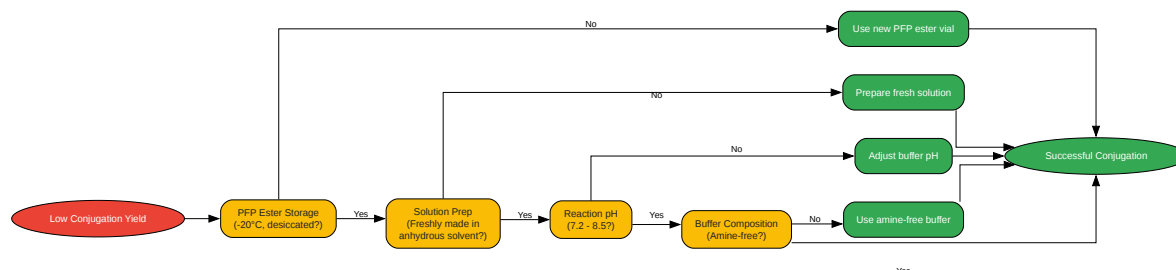 No
Use new PFP ester vial
No
Prepare fresh solution
No
Adjust buffer pH
Successful Conjugation
Low Conjugation Yield
PFP Ester Storage
(-20°C, desiccated?)
Yes
Solution Prep
(Freshly made in
anhydrous solvent?)
Yes
Reaction pH
(7.2 - 8.5?)
Yes
Buffer Composition
(Amine-free?)
No
Use amine-free buffer
Yes